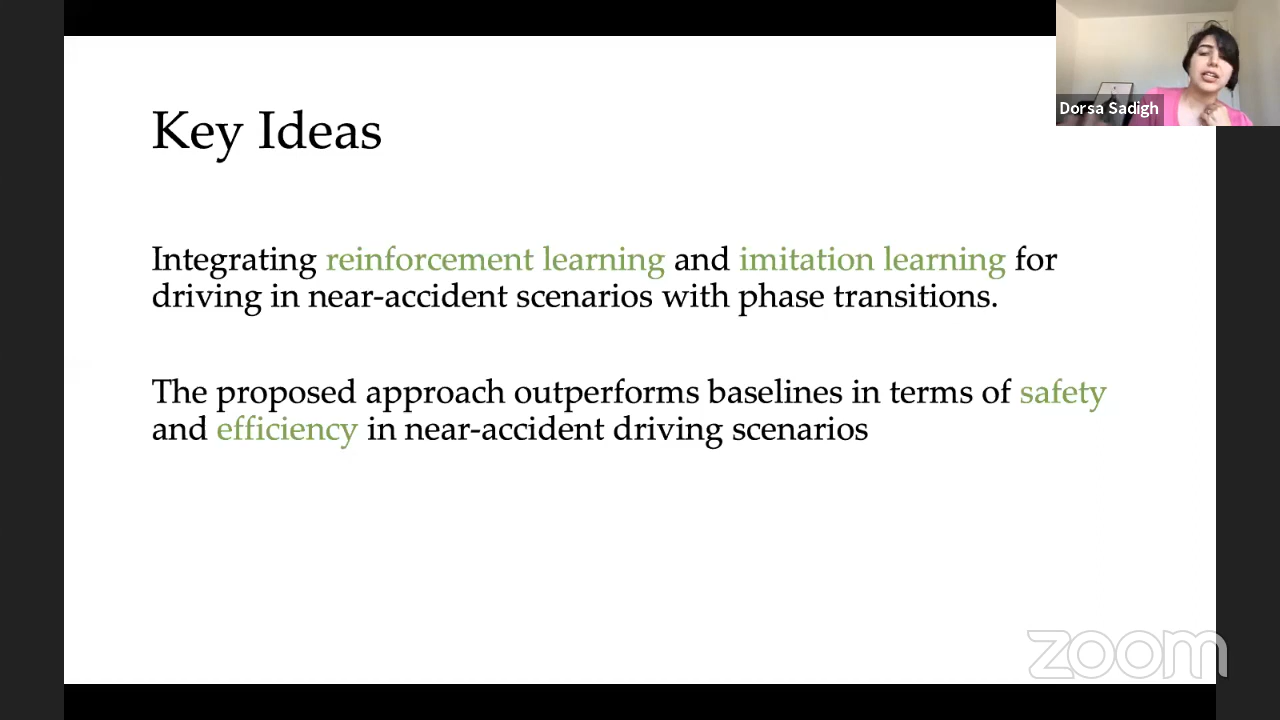 Dorsa Sadigh
Key Ideas
Integrating reinforcement learning and imitation learning for
driving in near-accident scenarios with phase transitions.
The proposed approach outperforms baselines in terms of safety
and efficiency in near-accident driving scenarios
zoom